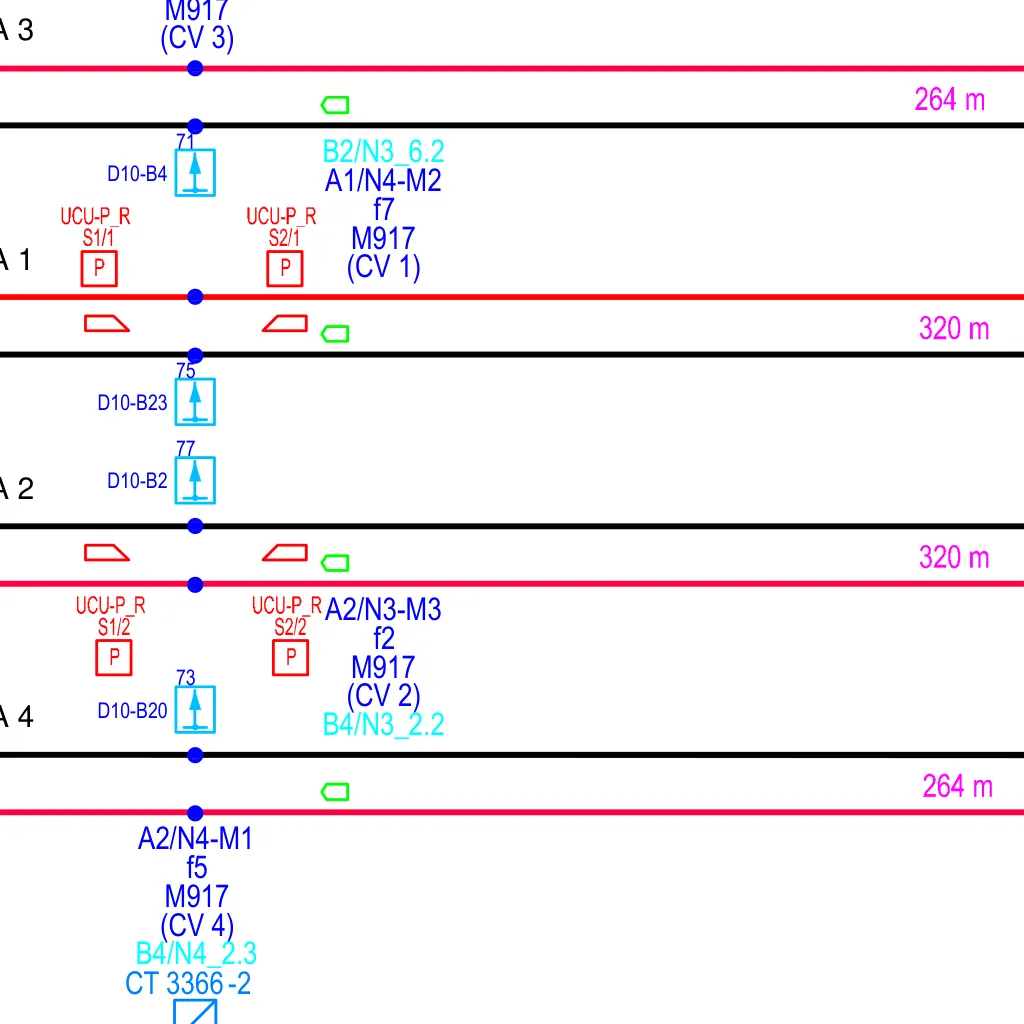 M917
(CV 3)
A 3
264 m
71
D10-B4
B2/N3_6.2
A1/N4-M2
f7
M917
(CV 1)
UCU-P_R
S1/1
P
UCU-P_R
S2/1
P
A 1
320 m
75
D10-B23
77
D10-B2
A 2
320 m
UCU-P_R
S1/2
P
UCU-P_R
S2/2
P
A2/N3-M3
f2
M917
(CV 2)
B4/N3_2.2
73
D10-B20
A 4
264 m
A2/N4-M1
f5
M917
(CV 4)
B4/N4_2.3
CT 3366-2